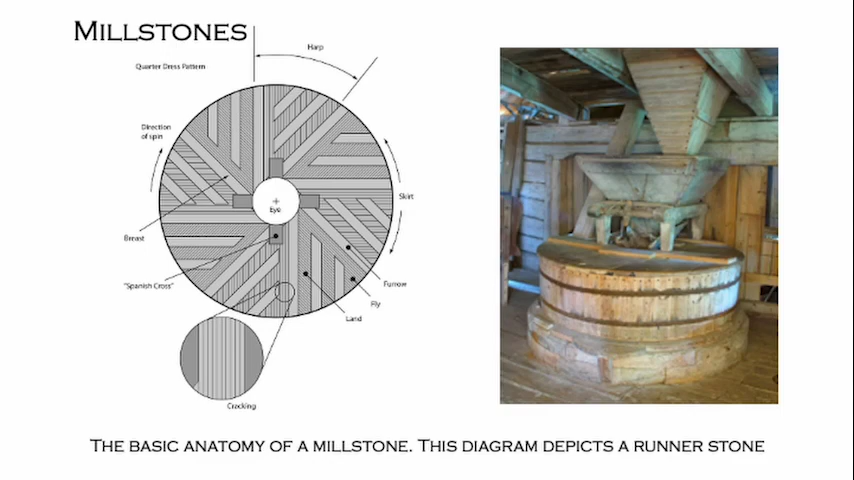 MILLSTONES
Harp
Quarter Dress Pattern
Direction
of spin
Eye
Skirt
Breast
"Spanish Cross"
Furrow
Fly
Land
Cracking
THE BASIC ANATOMY OF A MILLSTONE. THIS DIAGRAM DEPICTS A RUNNER STONE